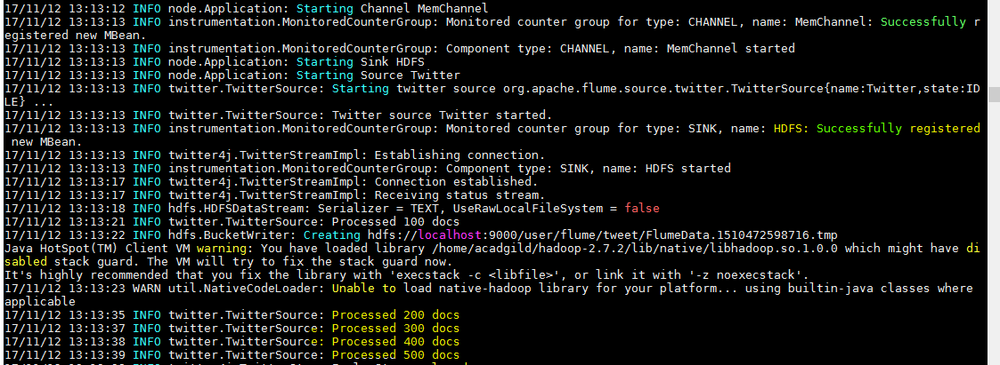 17/11/12 13:13:12 INFO node.Application: Starting Channel MemChannel
17/11/12 13:13:13 INFO instrumentation.MonitoredCounterGroup: Monitored counter group for type: CHANNEL, name: MemChannel: Successfully r
egistered new MBean.
17/11/12 13:13:13 INFO instrumentation.MonitoredCounterGroup: Component type: CHANNEL, name: MemChannel started
17/11/12 13:13:13 INFO node.Application: Starting Sink HDFS
17/11/12 13:13:13 INFO node.Application: Starting Source Twitter
17/11/12 13:13:13 INFO twitter.TwitterSource: Starting twitter source org.apache.flume.source.twitter.TwitterSource{name:Twitter,state:ID
LE} ...
17/11/12 13:13:13 INFO twitter.TwitterSource: Twitter source Twitter started.
17/11/12 13:13:13 INFO instrumentation.MonitoredCounterGroup: Monitored counter group for type: SINK, name: HDFS: Successfully registered
 new MBean.
17/11/12 13:13:13 INFO twitter4j.TwitterStreamImpl: Establishing connection.
17/11/12 13:13:13 INFO instrumentation.MonitoredCounterGroup: Component type: SINK, name: HDFS started
17/11/12 13:13:17 INFO twitter4j.TwitterStreamImpl: Connection established.
17/11/12 13:13:17 INFO twitter4j.TwitterStreamImpl: Receiving status stream.
17/11/12 13:13:18 INFO hdfs.HDFSDataStream: Serializer = TEXT, UseRawLocalFileSystem = false
17/11/12 13:13:21 INFO twitter.TwitterSource: Processed 100 docs
17/11/12 13:13:22 INFO hdfs.BucketWriter: Creating hdfs://localhost:9000/user/flume/tweet/FlumeData.1510472598716.tmp
Java HotSpot(TM) Client VM warning: You have loaded library /home/acadgild/hadoop-2.7.2/lib/native/libhadoop.so.1.0.0 which might have di
sabled stack guard. The VM will try to fix the stack guard now.
It's highly recommended that you fix the library with 'execstack -c <libfile>', or link it with '-z noexecstack'.
17/11/12 13:13:23 WARN util.NativeCodeLoader: Unable to load native-hadoop library for your platform... using builtin-java classes where
applicable
17/11/12 13:13:35 INFO twitter.TwitterSource: Processed 200 docs
17/11/12 13:13:37 INFO twitter.TwitterSource: Processed 300 docs
17/11/12 13:13:38 INFO twitter.TwitterSource: Processed 400 docs
17/11/12 13:13:39 INFO twitter.TwitterSource: Processed 500 docs